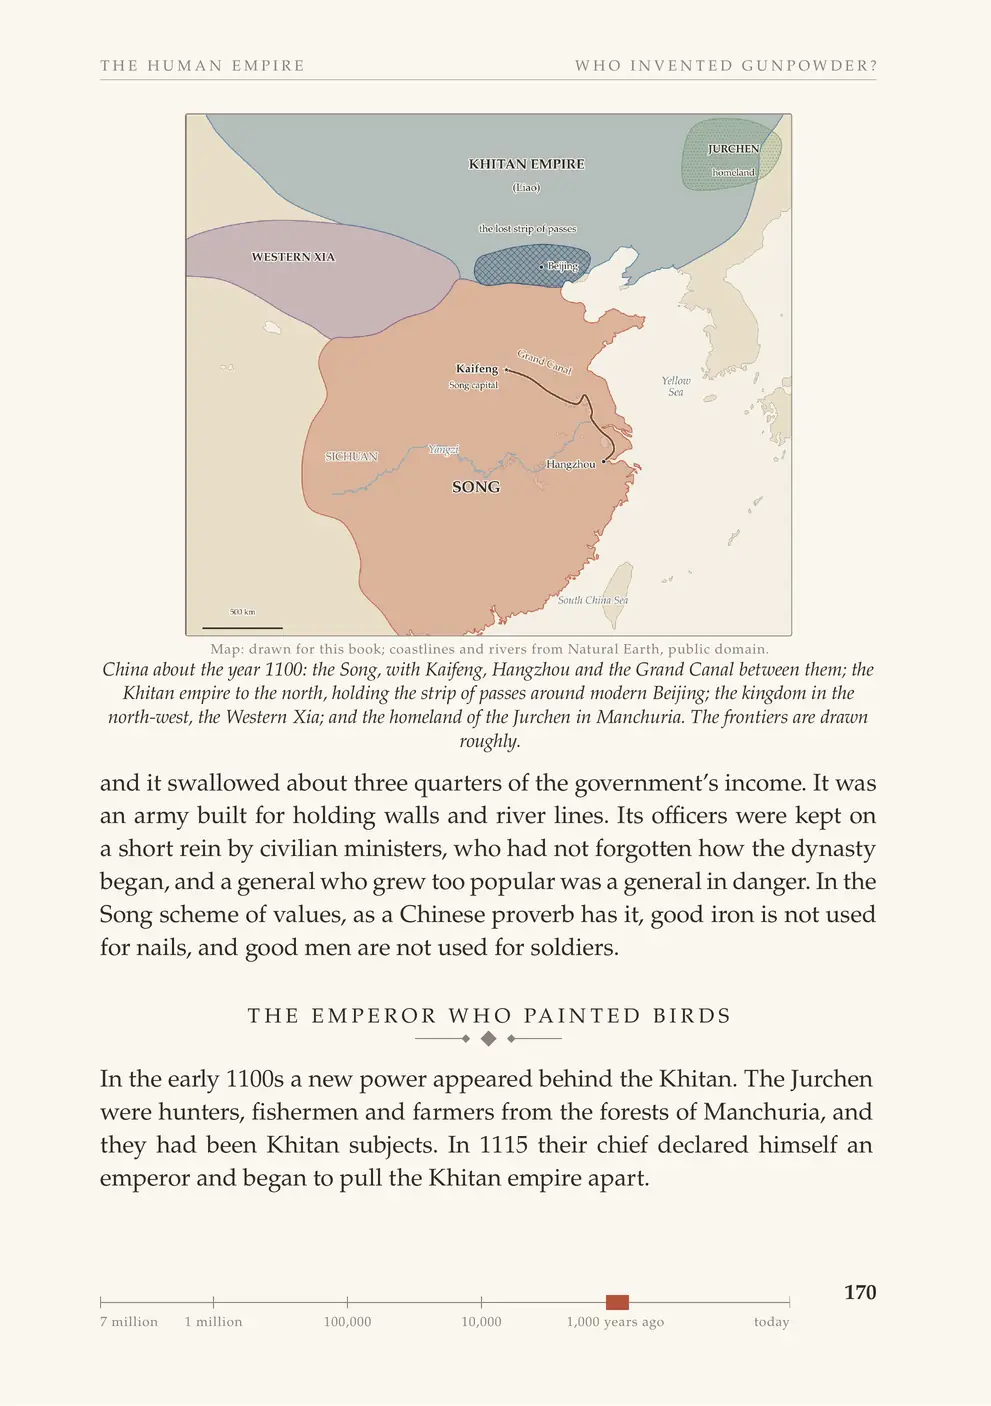 THE HUMAN EMPIRE
WHO INVENTED GUNPOWDER?
KHITAN EMPIRE
(Liao)
JURCHEN
homeland
the lost strip of passes
Beijing
WESTERN XIA
Grand Canal
Kaifeng
Song capital
Yellow
Sea
SICHUAN
Yangzi
Hangzhou
SONG
South China Sea
500 km
Map: drawn for this book; coastlines and rivers from Natural Earth, public domain.
China about the year 1100: the Song, with Kaifeng, Hangzhou and the Grand Canal between them; the
Khitan empire to the north, holding the strip of passes around modern Beijing; the kingdom in the
north-west, the Western Xia; and the homeland of the Jurchen in Manchuria. The frontiers are drawn
roughly.
and it swallowed about three quarters of the government’s income. It was
an army built for holding walls and river lines. Its officers were kept on
a short rein by civilian ministers, who had not forgotten how the dynasty
began, and a general who grew too popular was a general in danger. In the
Song scheme of values, as a Chinese proverb has it, good iron is not used
for nails, and good men are not used for soldiers.
THE EMPEROR WHO PAINTED BIRDS
In the early 1100s a new power appeared behind the Khitan. The Jurchen
were hunters, fishermen and farmers from the forests of Manchuria, and
they had been Khitan subjects. In 1115 their chief declared himself an
emperor and began to pull the Khitan empire apart.
170
7 million
1 million
100,000
10,000
1,000 years ago
today